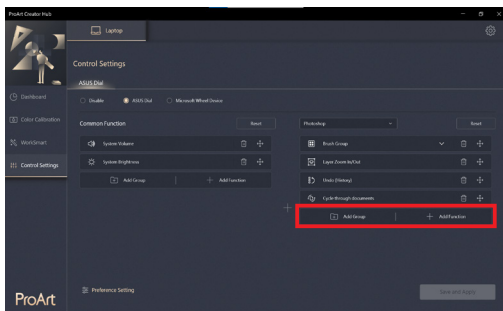 ProArt Creator Hub
Laptop
Control Settings
ASUS Dial
Dashboard
Disable
ASUS Dial
Microsoft Wheel Device
Color Calibration
Common Function
Reset
Photoshop
Reset
WorkSmart
System Volume
Brush Group
Control Settings
System Brightness
Layer Zoom In/Out
Add Group
Add Function
Undo (History)
Cycle through documents
Add Group
Add Function
Preference Setting
Save and Apply
ProArt